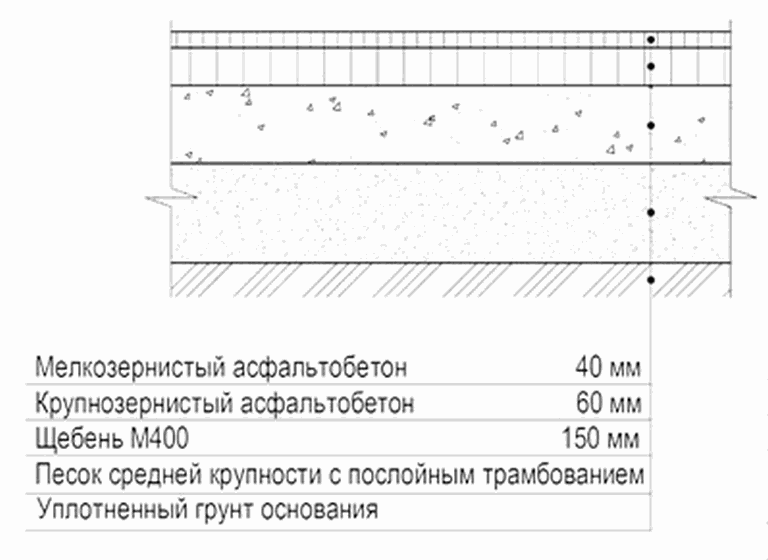 Мелкозернистый асфальтобетон 40 мм
Крупнозернистый асфальтобетон 60 мм
Щебень М400 150 мм
Песок средней крупности с послойным трамбованием
Уплотненный грунт основания